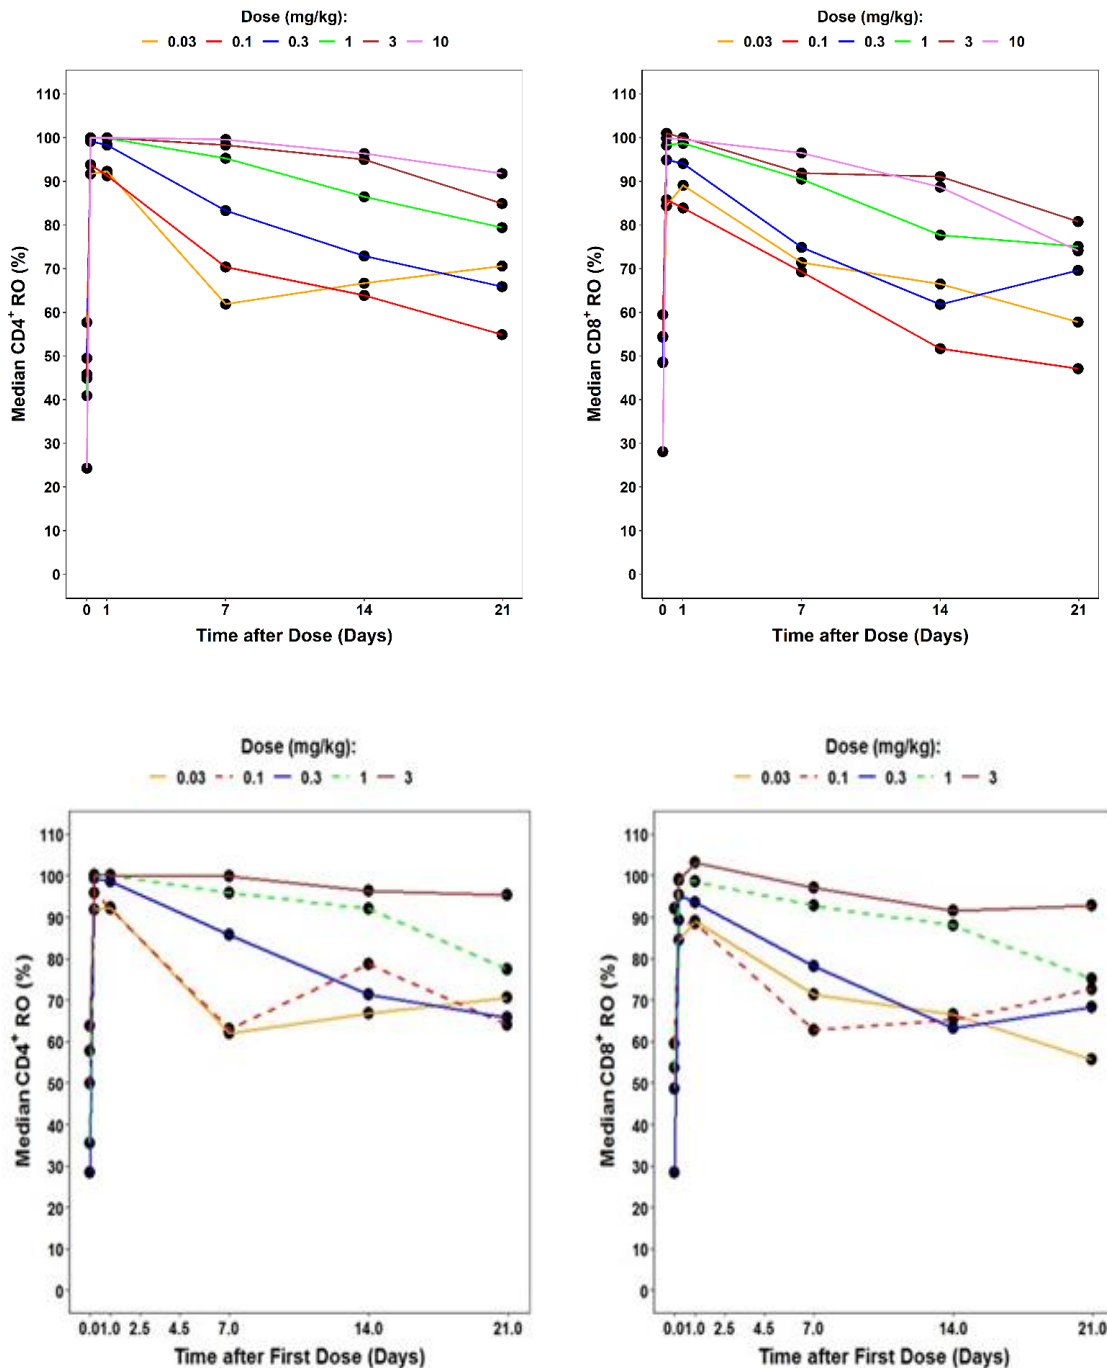 Dose (mg/kg):
0.03 0.1 0.3 1 3 10
Median CD4+ RO (%)
110
100
90
80
70
60
50
40
30
20
10
0
0 1 7 14 21
Time after Dose (Days)
Dose (mg/kg):
0.03 0.1 0.3 1 3 10
Median CD8+ RO (%)
110
100
90
80
70
60
50
40
30
20
10
0
0 1 7 14 21
Time after Dose (Days)
Dose (mg/kg):
0.03 0.1 0.3 1 3
Median CD4+ RO (%)
110
100
90
80
70
60
50
40
30
20
10
0
0.01.0 2.5 4.5 7.0 14.0 21.0
Time after First Dose (Days)
Dose (mg/kg):
0.03 0.1 0.3 1 3
Median CD8+ RO (%)
110
100
90
80
70
60
50
40
30
20
10
0
0.01.0 2.5 4.5 7.0 14.0 21.0
Time after First Dose (Days)